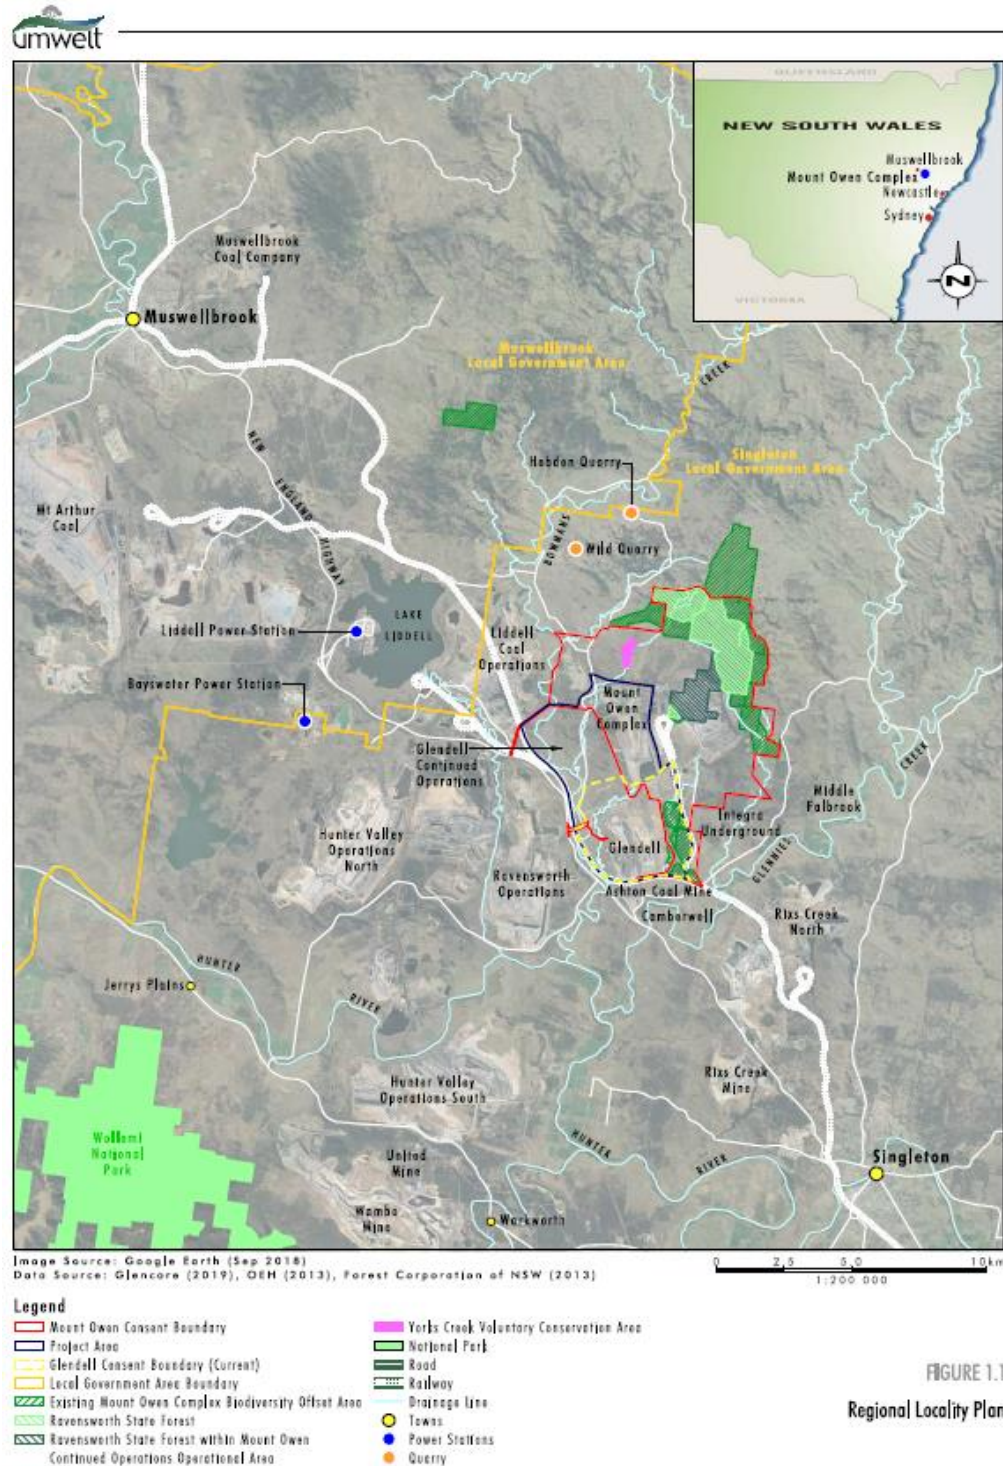 umwelt
QUEENSLAND
NEW SOUTH WALES
Muswellbrook
Mount Owen Complex
Newcastle
Sydney
VICTORIA
N
Muswellbrook
Coal Company
Muswellbrook
Muswellbrook
Local Government Area
CREEK
NEW
ENGLAND
HIGHWAY
Hebden Quarry
Singleton
Local Government Area
Mt Arthur
Coal
BOWMANS
Wild Quarry
LAKE
LIDDELL
Liddell Power Station
Liddell
Coal
Operations
Bayswater Power Station
Mount
Owen
Complex
Glendell
Continued
Operations
CREEK
Middle
Falbrook
Hunter Valley
Operations
North
Integra
Underground
Glendell
GLENNIES
Ravensworth
Operations
Ashton Coal Mine
Camberwell
Rixs Creek
North
HUNTER
RIVER
Jerrys Plains
Hunter Valley
Operations South
Rixs Creek
Mine
Wollemi
National
Park
United
Mine
HUNTER
RIVER
Singleton
Wambo
Mine
Warkworth
Image Source: Google Earth (Sep 2018)
Data Source: Glencore (2019), OEH (2013), Forest Corporation of NSW (2013)
0 2.5 5.0 10km
1:200 000
Legend
Mount Owen Consent Boundary
Project Area
Glendell Consent Boundary (Current)
Local Government Area Boundary
Existing Mount Owen Complex Biodiversity Offset Area
Ravensworth State Forest
Ravensworth State Forest within Mount Owen
Continued Operations Operational Area
Yorks Creek Voluntary Conservation Area
National Park
Road
Railway
Drainage Line
Towns
Power Stations
Quarry
FIGURE 1.1
Regional Locality Plan